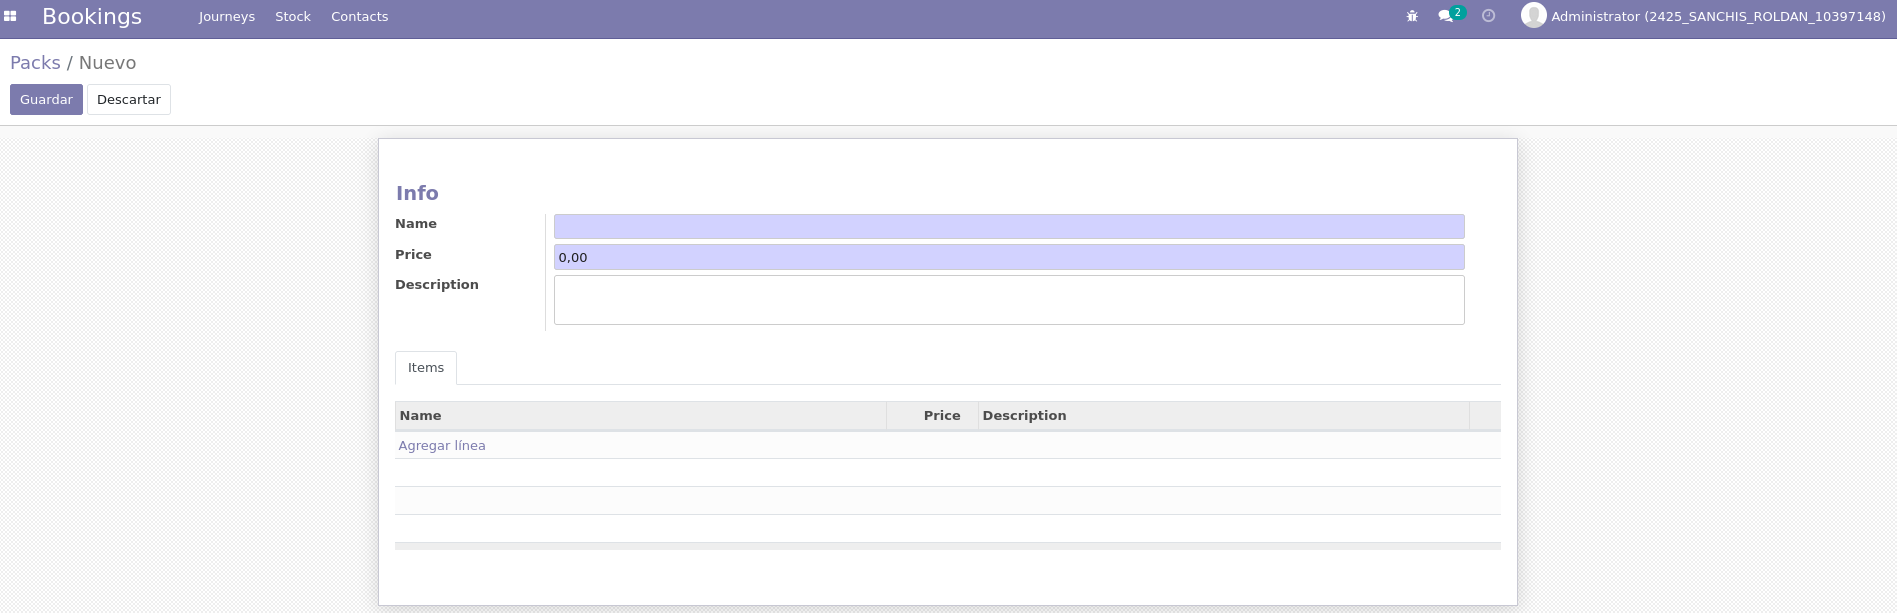 Bookings Journeys Stock Contacts 2 Administrator (2425_SANCHIS_ROLDAN_10397148)
Packs / Nuevo
Guardar Descartar
Info
Name
Price 0,00
Description
Items
Name Price Description
Agregar línea